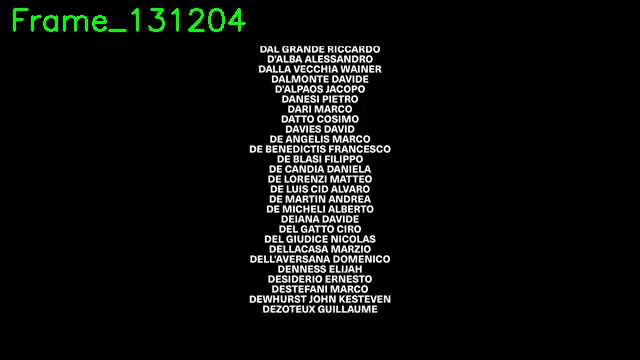 Frame_131204
DAL GRANDE RICCARDO
D'ALBA ALESSANDRO
DALLA VECCHIA WAINER
DALMONTE DAVIDE
D'ALPAOS JACOPO
DANESI PIETRO
DARI MARCO
DATTO COSIMO
DAVIES DAVID
DE ANGELIS MARCO
DE BENEDICTIS FRANCESCO
DE BLASI FILIPPO
DE CANDIA DANIELA
DE LORENZI MATTEO
DE LUIS CID ALVARO
DE MARTIN ANDREA
DE MICHELI ALBERTO
DEIANA DAVIDE
DEL GATTO CIRO
DEL GIUDICE NICOLAS
DELLACASA MARZIO
DELL'AVERSANA DOMENICO
DENNESS ELIJAH
DESIDERIO ERNESTO
DESTEFANI MARCO
DEWHURST JOHN KESTEVEN
DEZOTEUX GUILLAUME